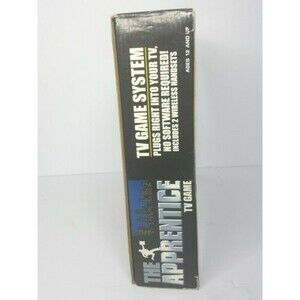 TV GAME SYSTEM
PLUGS RIGHT INTO YOUR TV.
NO SOFTWARE REQUIRED!
INCLUDES 2 WIRELESS HANDSETS
AGES 12 AND UP
THE
APPRENTICE
TV GAME